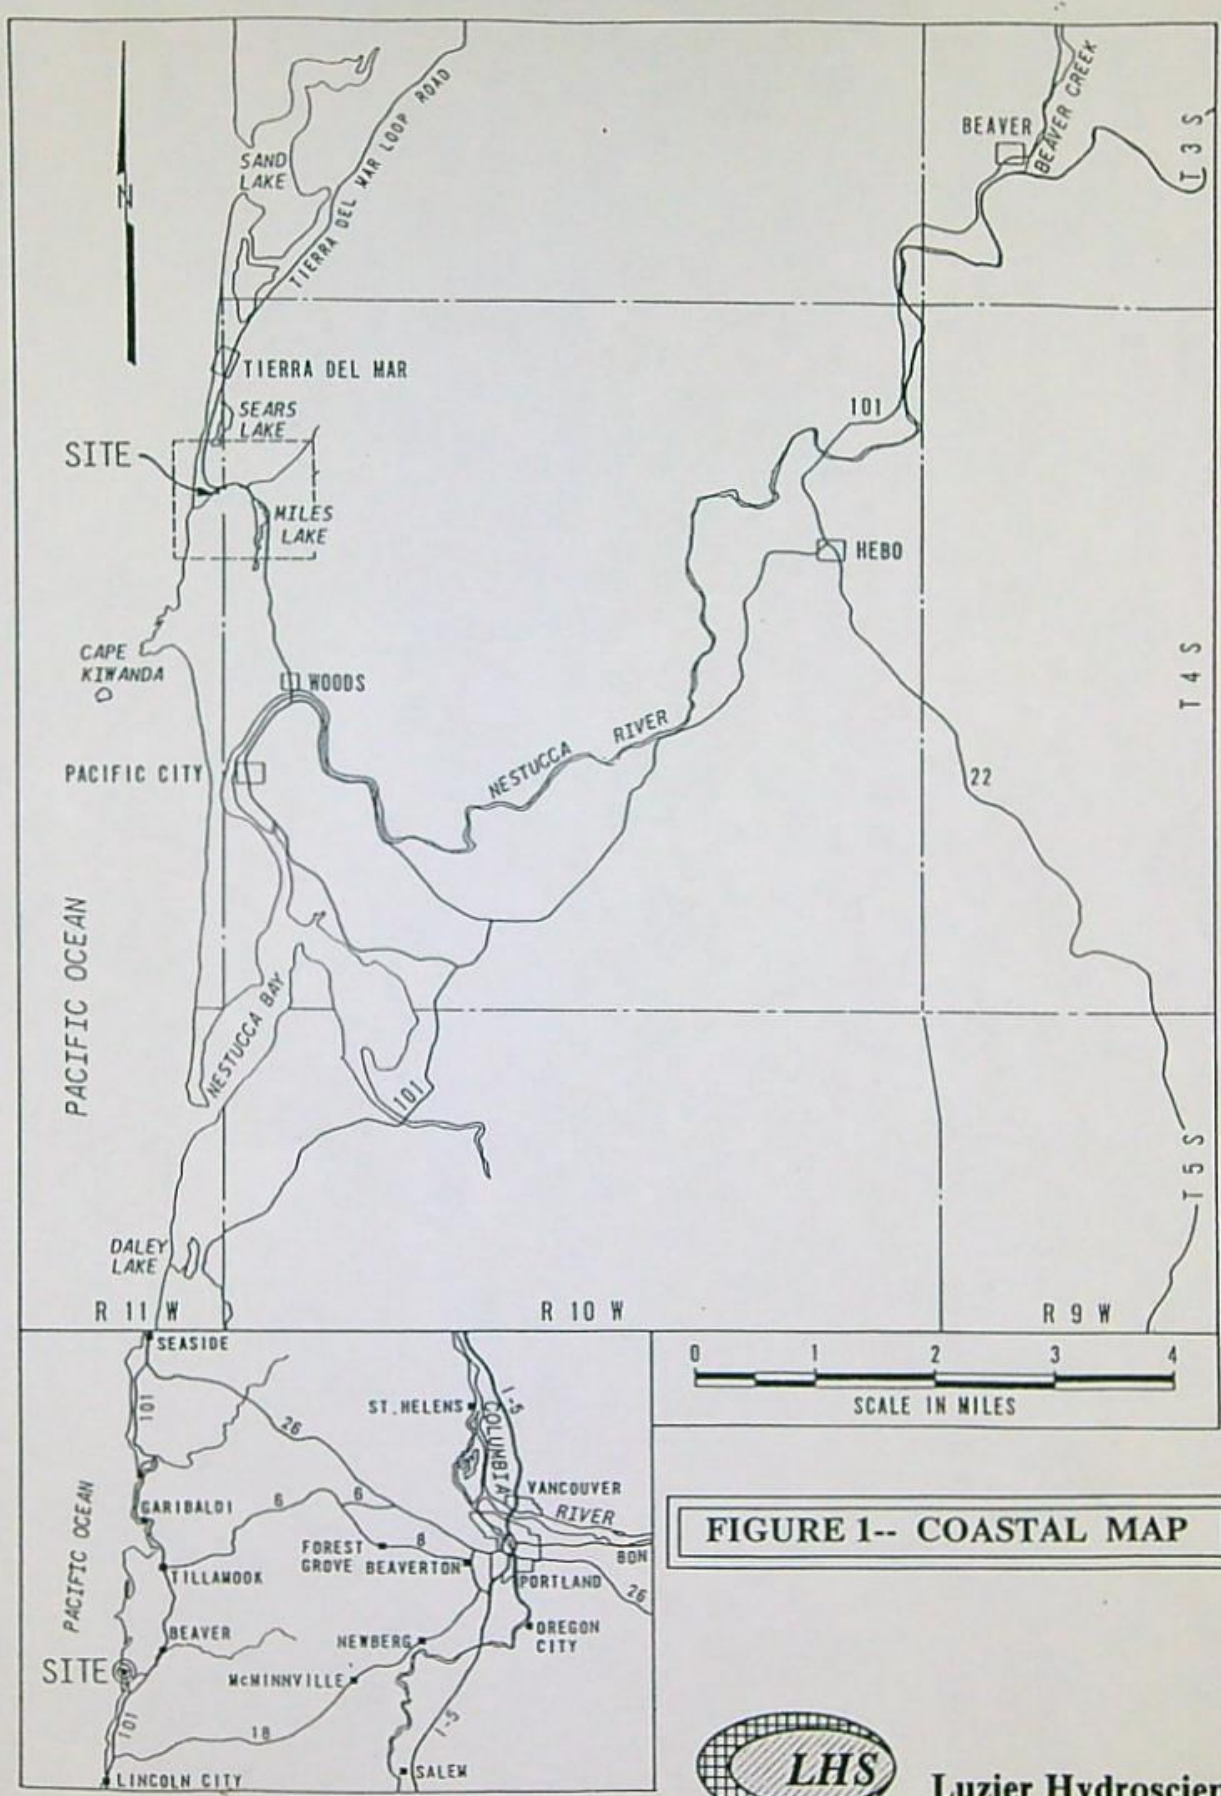 BEAVER
BEAVER CREEK
T 3 S
SAND
LAKE
TIERRA DEL MAR LOOP ROAD
N
TIERRA DEL MAR
SEARS
LAKE
101
SITE
MILES
LAKE
HEBO
CAPE
KIWANDA
WOODS
T 4 S
NESTUCCA RIVER
PACIFIC CITY
22
PACIFIC OCEAN
NESTUCCA BAY
101
T 5 S
DALEY
LAKE
R 11 W
R 10 W
R 9 W
SEASIDE
0 1 2 3 4
SCALE IN MILES
101
26
ST. HELENS
I-5
COLUMBIA
VANCOUVER
RIVER
PACIFIC OCEAN
GARIBALDI
6
6
FOREST
GROVE
8
BEAVERTON
BON
PORTLAND
26
TILLAMOOK
BEAVER
NEWBERG
OREGON
CITY
SITE
McMINNVILLE
101
18
I-5
LINCOLN CITY
SALEM
FIGURE 1-- COASTAL MAP
LHS
Luzier Hydroscien